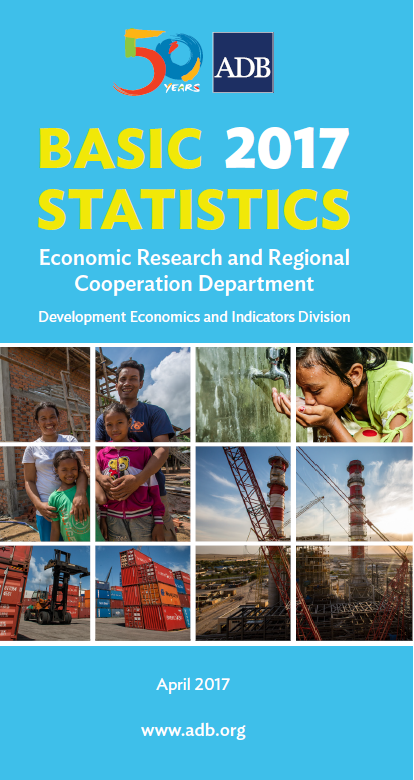 50
YEARS
ADB
BASIC 2017
STATISTICS
Economic Research and Regional
Cooperation Department
Development Economics and Indicators Division
April 2017
www.adb.org